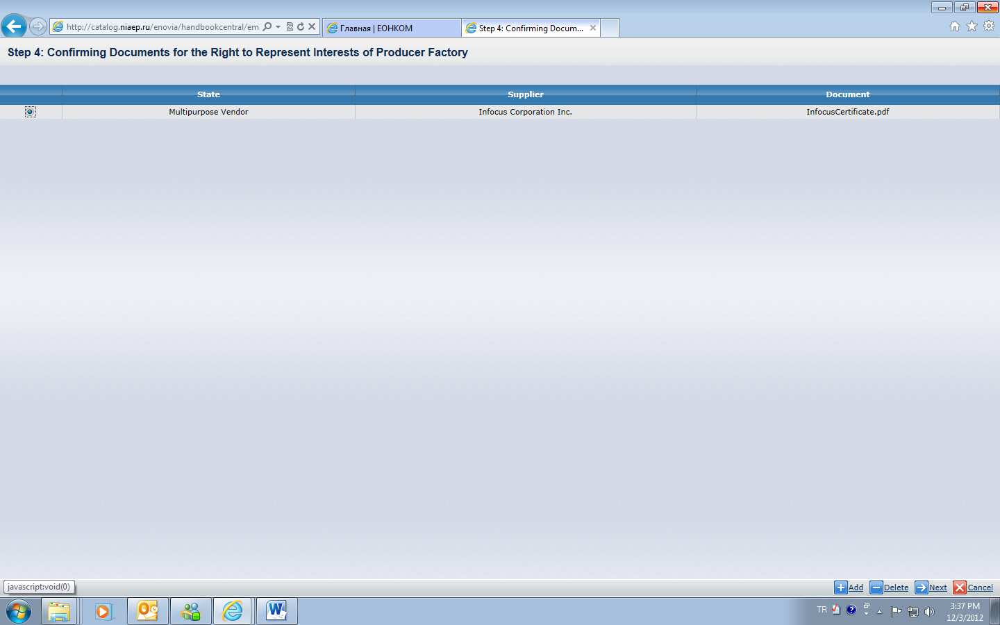 http://catalog.niaep.ru/enovia/handbookcentral/em
Главная | ЕОНКОМ
Step 4: Confirming Docum...
Step 4: Confirming Documents for the Right to Represent Interests of Producer Factory
State Supplier Document
Multipurpose Vendor Infocus Corporation Inc. InfocusCertificate.pdf
javascript:void(0)
Add Delete Next Cancel
TR
3:37 PM
12/3/2012